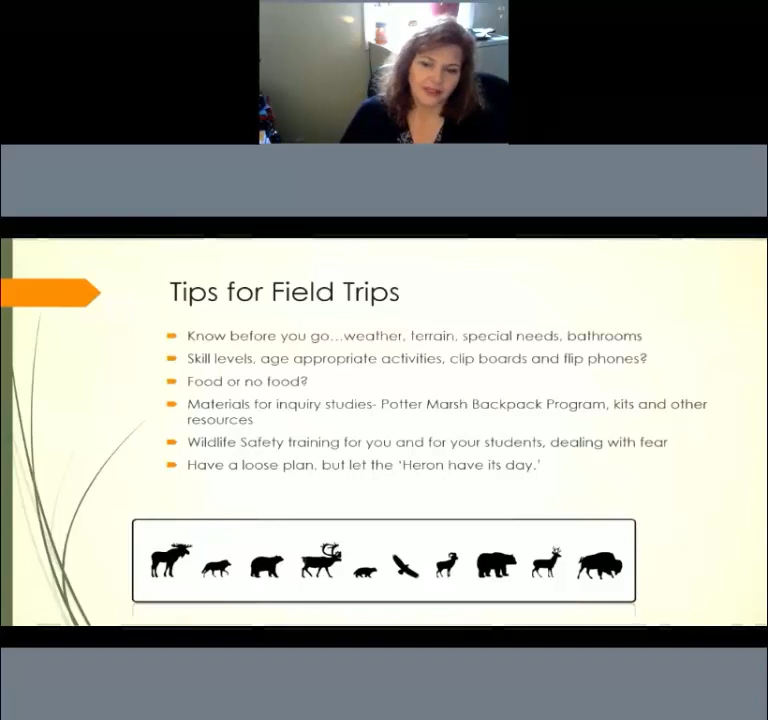 Tips for Field Trips
Know before you go...weather, terrain, special needs, bathrooms
Skill levels, age appropriate activities, clip boards and flip phones?
Food or no food?
Materials for inquiry studies- Potter Marsh Backpack Program, kits and other
resources
Wildlife Safety training for you and for your students, dealing with fear
Have a loose plan, but let the ‘Heron have its day.’